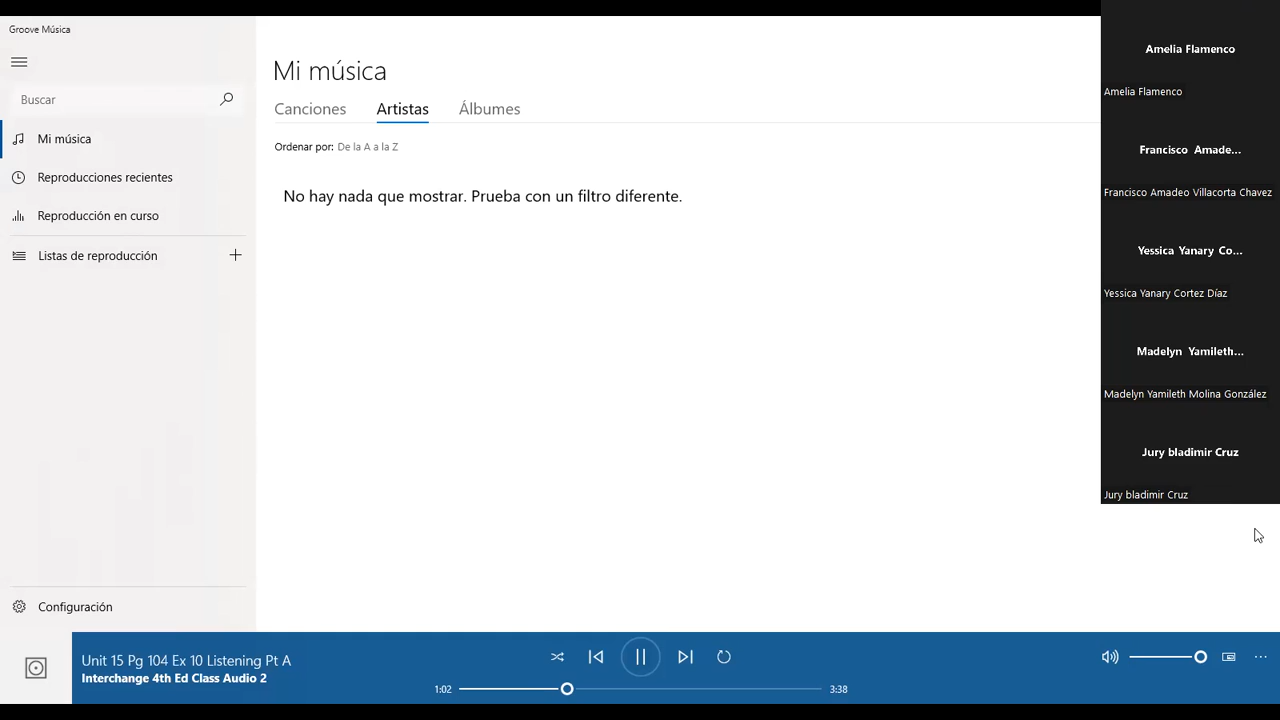 Groove Música
Buscar
Mi música
Reproducciones recientes
Reproducción en curso
Listas de reproducción
Configuración
Mi música
Canciones Artistas Álbumes
Ordenar por: De la A a la Z
No hay nada que mostrar. Prueba con un filtro diferente.
Amelia Flamenco
Amelia Flamenco
Francisco Amade...
Francisco Amadeo Villacorta Chavez
Yessica Yanary Co...
Yessica Yanary Cortez Díaz
Madelyn Yamileth...
Madelyn Yamileth Molina González
Jury bladimir Cruz
Jury bladimir Cruz
Unit 15 Pg 104 Ex 10 Listening Pt A
Interchange 4th Ed Class Audio 2
1:02 3:38